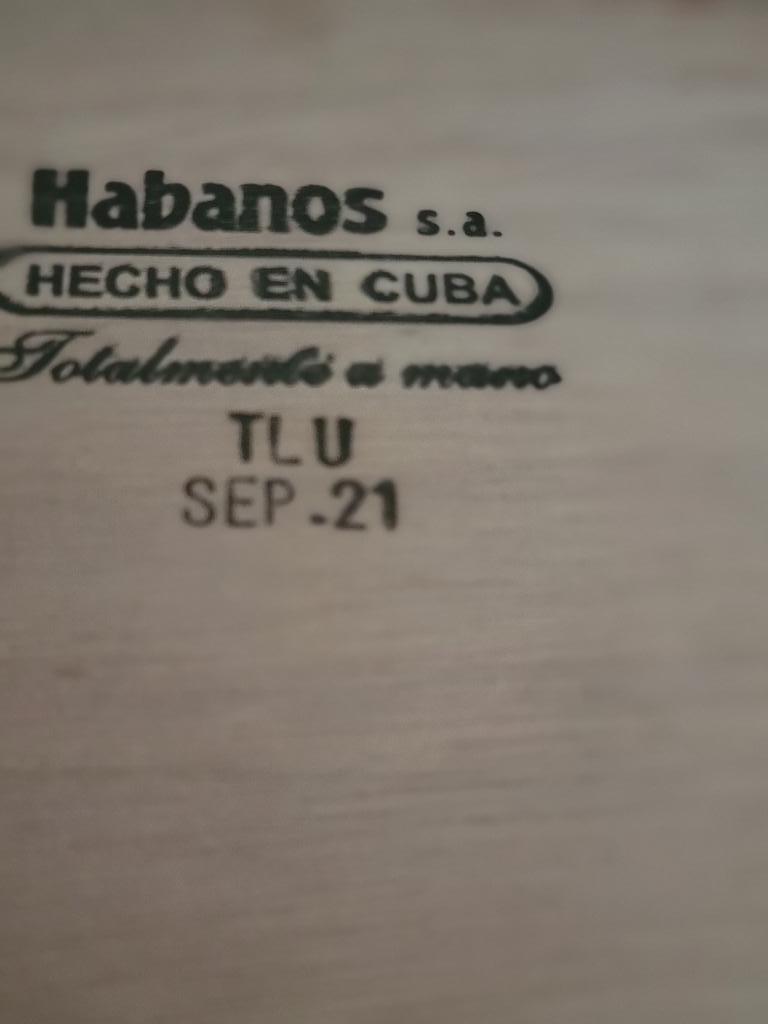 Habanos s.a.
HECHO EN CUBA
Totalmente a mano
TLU
SEP.21